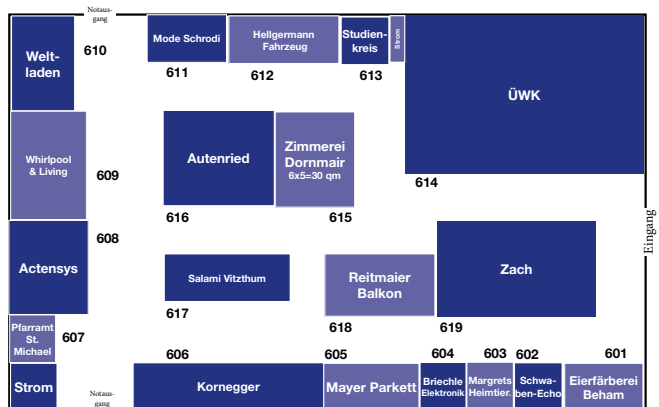 Notaus-
gang
610
Welt-
laden
Mode Schrodi
611
Hellgermann
Fahrzeug
612
Studien-
kreis
613
Strom
ÜWK
614
Whirlpool
& Living
609
Autenried
616
Zimmerei
Dornmair
6x5=30 qm
615
608
Actensys
Salami Vitzthum
617
Reitmaier
Balkon
618
Zach
619
Eingang
Pfarramt
St.
Michael
607
606
605
604
603
602
601
Strom
Notaus-
gang
Kornegger
Mayer Parkett
Briechle
Elektronik
Margrets
Heimtier.
Schwa-
ben-Echo
Eierfärberei
Beham